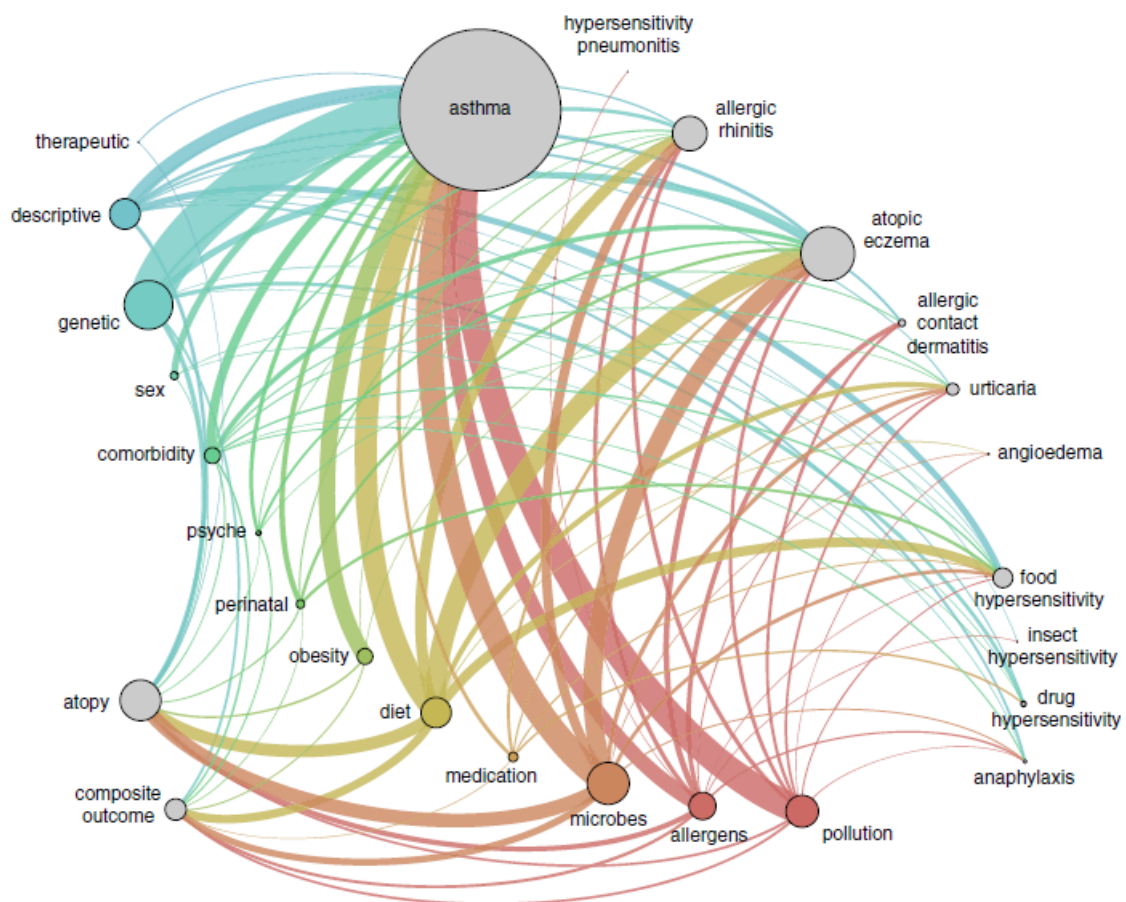 hypersensitivity
pneumonitis
asthma
allergic
rhinitis
therapeutic
descriptive
atopic
eczema
genetic
allergic
contact
dermatitis
sex
urticaria
comorbidity
angioedema
psyche
perinatal
food
hypersensitivity
obesity
insect
hypersensitivity
atopy
diet
drug
hypersensitivity
medication
anaphylaxis
composite
outcome
microbes
allergens
pollution